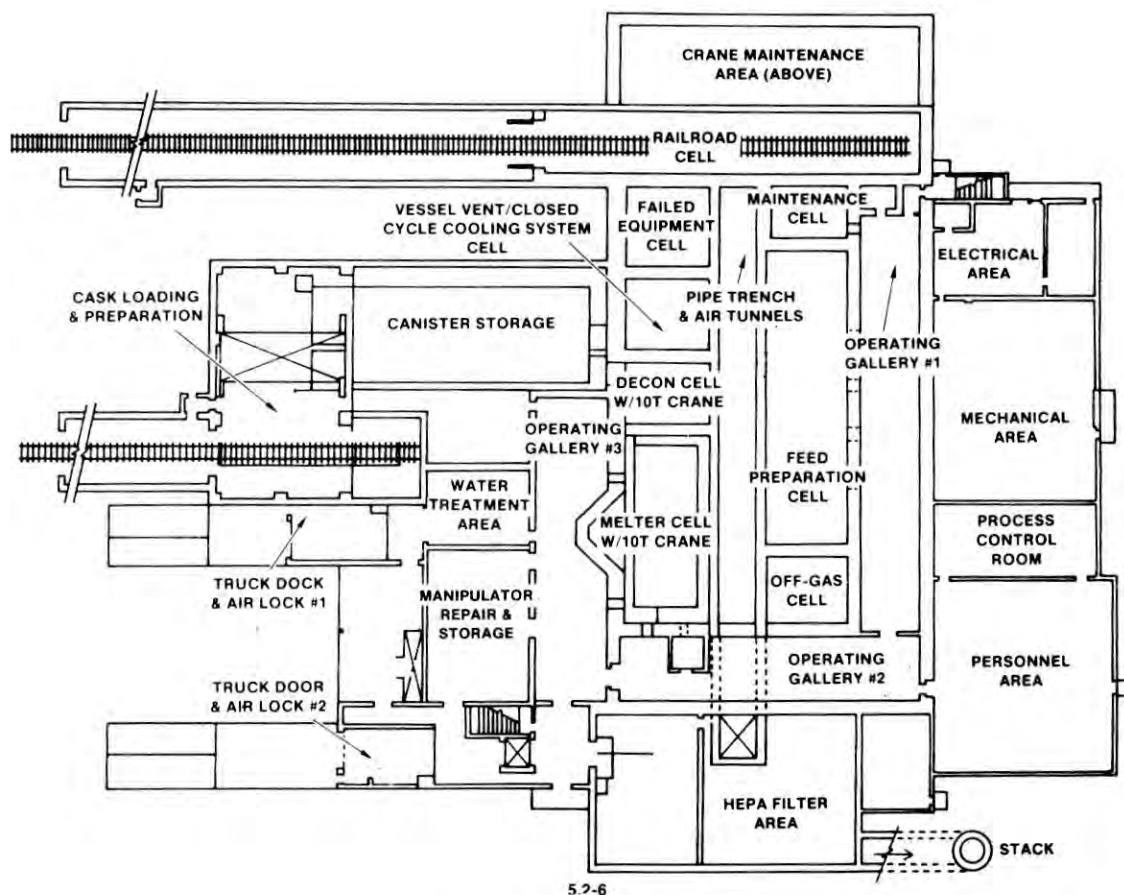 CRANE MAINTENANCE
AREA (ABOVE)
RAILROAD
CELL
VESSEL VENT/CLOSED
CYCLE COOLING SYSTEM
CELL
FAILED
EQUIPMENT
CELL
MAINTENANCE
CELL
ELECTRICAL
AREA
CASK LOADING
& PREPARATION
CANISTER STORAGE
PIPE TRENCH
& AIR TUNNELS
OPERATING
GALLERY #1
DECON CELL
W/10T CRANE
OPERATING
GALLERY #3
MECHANICAL
AREA
FEED
PREPARATION
CELL
WATER
TREATMENT
AREA
MELTER CELL
W/10T CRANE
PROCESS
CONTROL
ROOM
TRUCK DOCK
& AIR LOCK #1
MANIPULATOR
REPAIR &
STORAGE
OFF-GAS
CELL
OPERATING
GALLERY #2
PERSONNEL
AREA
TRUCK DOOR
& AIR LOCK #2
HEPA FILTER
AREA
STACK
5.2-6